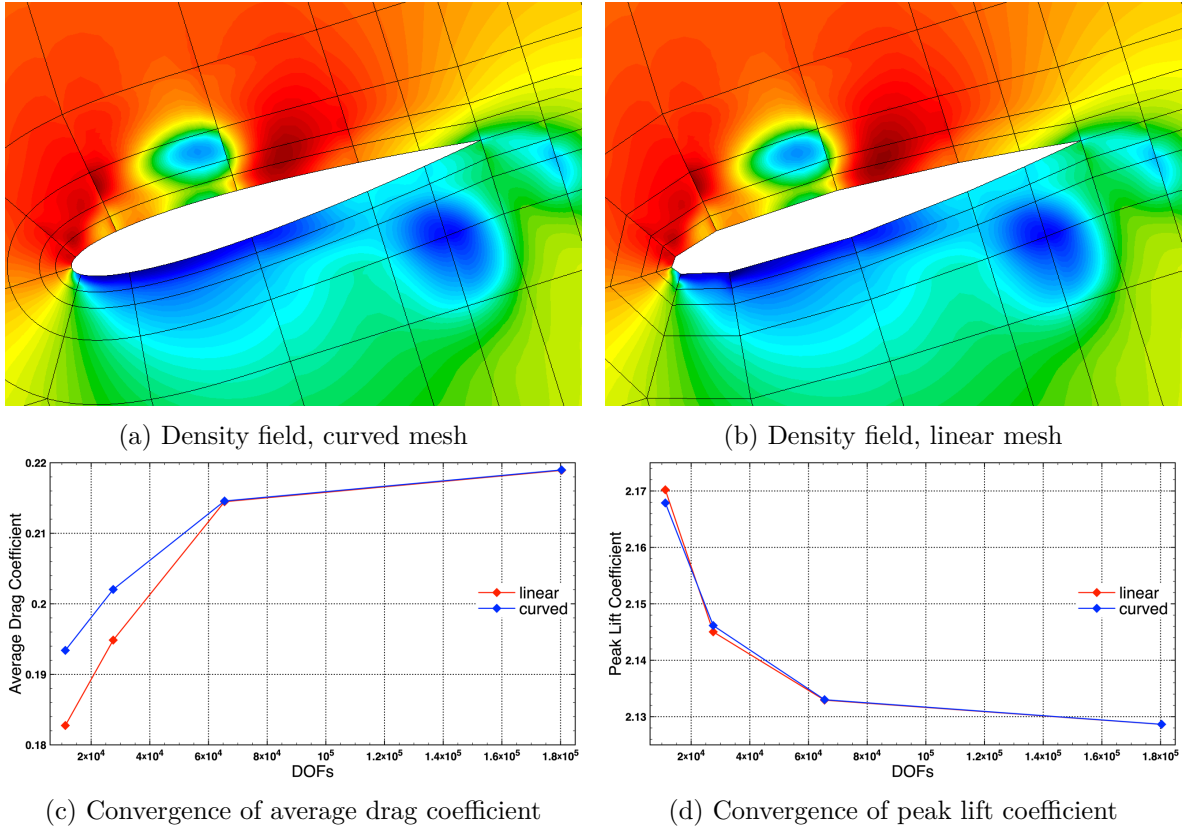 (a) Density field, curved mesh
(b) Density field, linear mesh
0.22
0.21
0.2
0.19
0.18
Average Drag Coefficient
linear
curved
2×10⁴ 4×10⁴ 6×10⁴ 8×10⁴ 10⁵ 1.2×10⁵ 1.4×10⁵ 1.6×10⁵ 1.8×10⁵
DOFs
2.17
2.16
2.15
2.14
2.13
Peak Lift Coefficient
linear
curved
2×10⁴ 4×10⁴ 6×10⁴ 8×10⁴ 10⁵ 1.2×10⁵ 1.4×10⁵ 1.6×10⁵ 1.8×10⁵
DOFs
(c) Convergence of average drag coefficient
(d) Convergence of peak lift coefficient